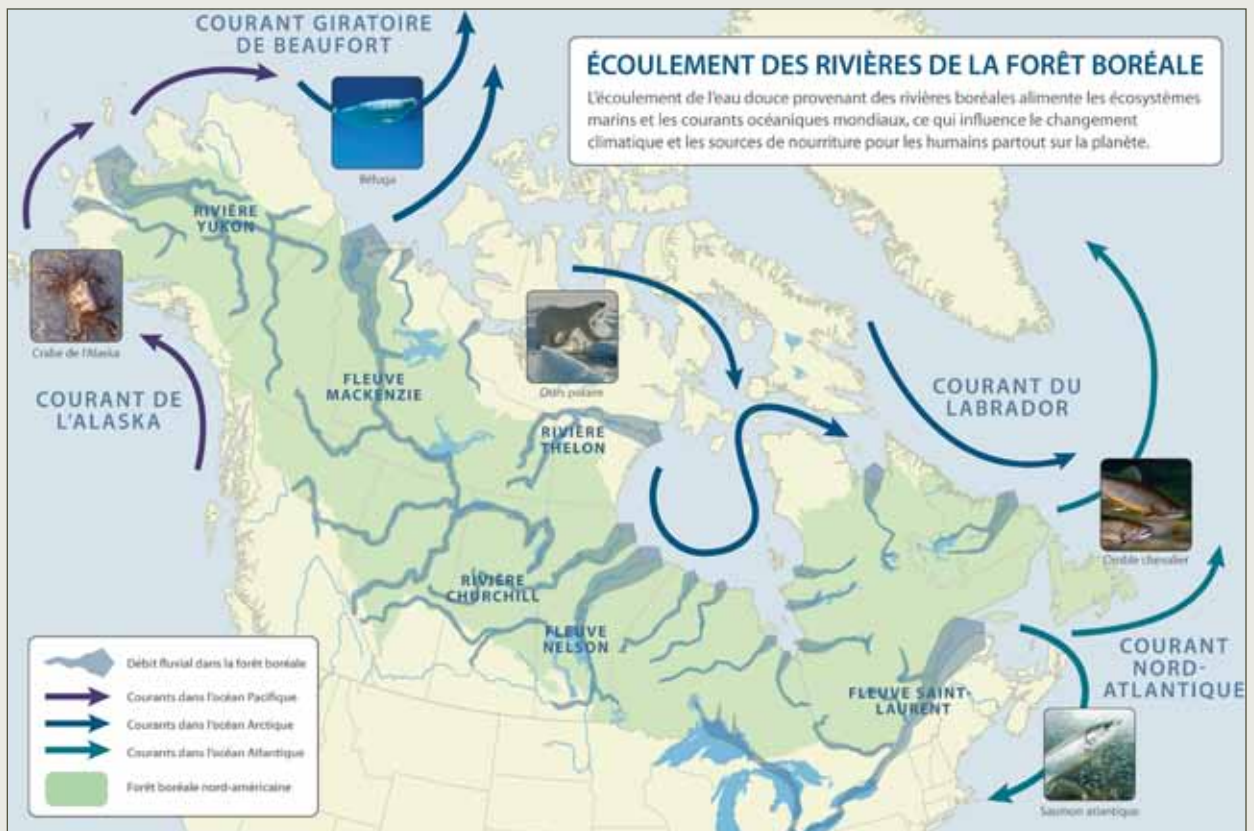 COURANT GIRATOIRE
DE BEAUFORT
ÉCOULEMENT DES RIVIÈRES DE LA FORÊT BORÉALE
L'écoulement de l'eau douce provenant des rivières boréales alimente les écosystèmes
marins et les courants océaniques mondiaux, ce qui influence le changement
climatique et les sources de nourriture pour les humains partout sur la planète.
Béluga
RIVIÈRE
YUKON
Crabe de l'Alaska
Ours polaire
COURANT DE
L'ALASKA
FLEUVE
MACKENZIE
COURANT DU
LABRADOR
RIVIÈRE
THELON
Omble chevalier
RIVIÈRE
CHURCHILL
FLEUVE
NELSON
COURANT
NORD-
ATLANTIQUE
FLEUVE SAINT-
LAURENT
Saumon atlantique
Débit fluvial dans la forêt boréale
Courants dans l'océan Pacifique
Courants dans l'océan Arctique
Courants dans l'océan Atlantique
Forêt boréale nord-américaine